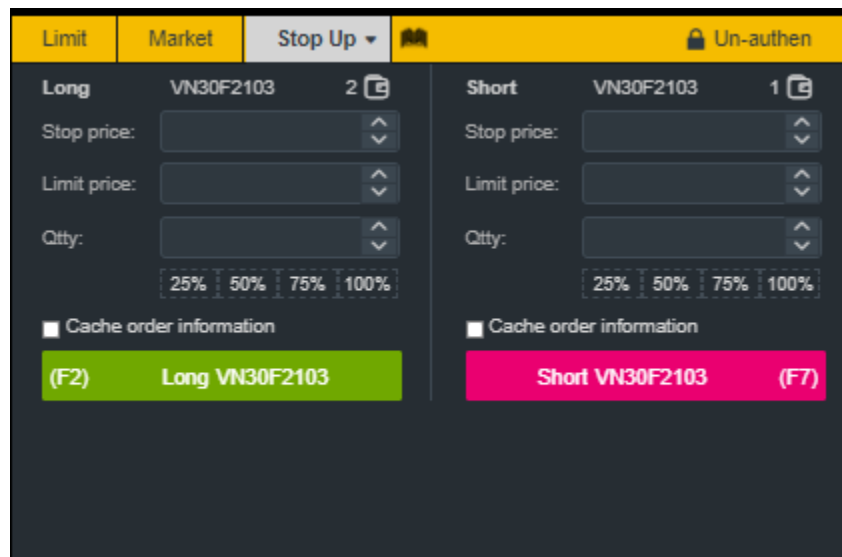 Limit Market Stop Up Un-authen
Long VN30F2103 2
Stop price:
Limit price:
Qtty:
25% 50% 75% 100%
Cache order information
(F2) Long VN30F2103
Short VN30F2103 1
Stop price:
Limit price:
Qtty:
25% 50% 75% 100%
Cache order information
Short VN30F2103 (F7)